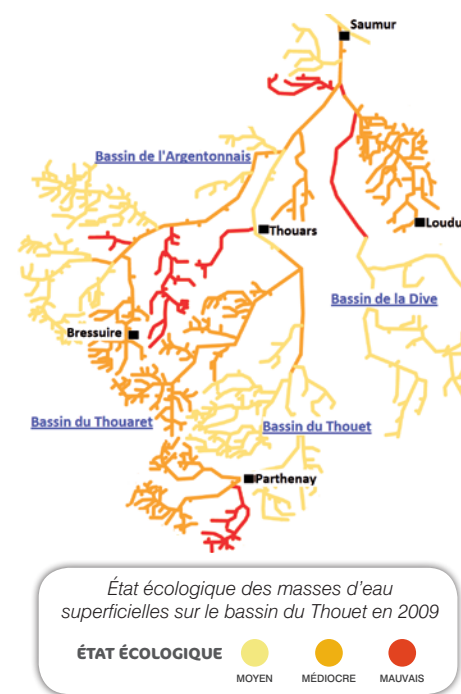 Saumur
Bassin de l'Argentonnais
Loudu
Thouars
Bassin de la Dive
Bressuire
Bassin du Thouaret
Bassin du Thouet
Parthenay
État écologique des masses d'eau
superficielles sur le bassin du Thouet en 2009
ÉTAT ÉCOLOGIQUE
MOYEN MÉDIOCRE MAUVAIS